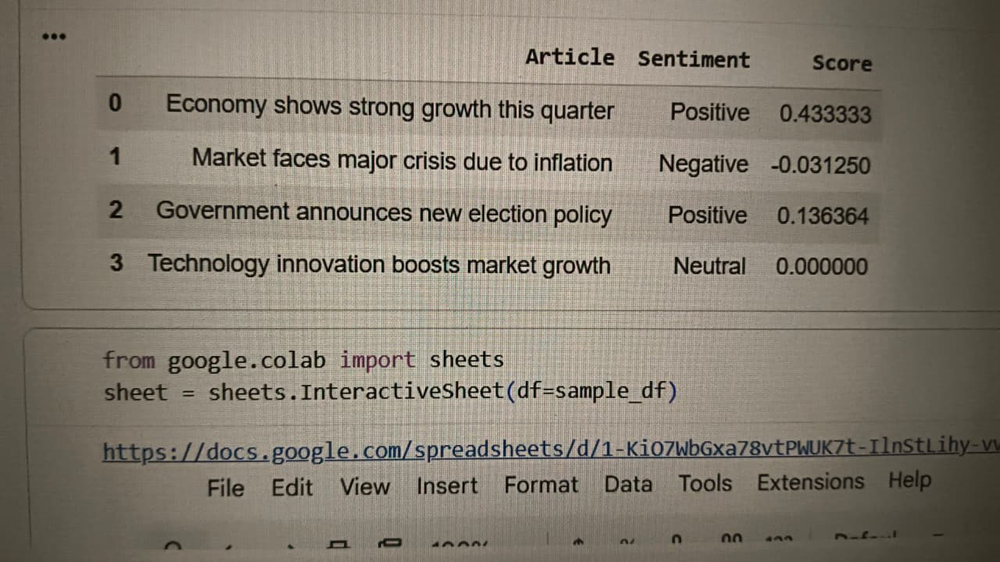 •••
Article Sentiment Score
0 Economy shows strong growth this quarter Positive 0.433333
1 Market faces major crisis due to inflation Negative -0.031250
2 Government announces new election policy Positive 0.136364
3 Technology innovation boosts market growth Neutral 0.000000
from google.colab import sheets
sheet = sheets.InteractiveSheet(df=sample_df)
https://docs.google.com/spreadsheets/d/1-KiO7WbGxa78vtPWUK7t-IlnStLihy-v
File Edit View Insert Format Data Tools Extensions Help